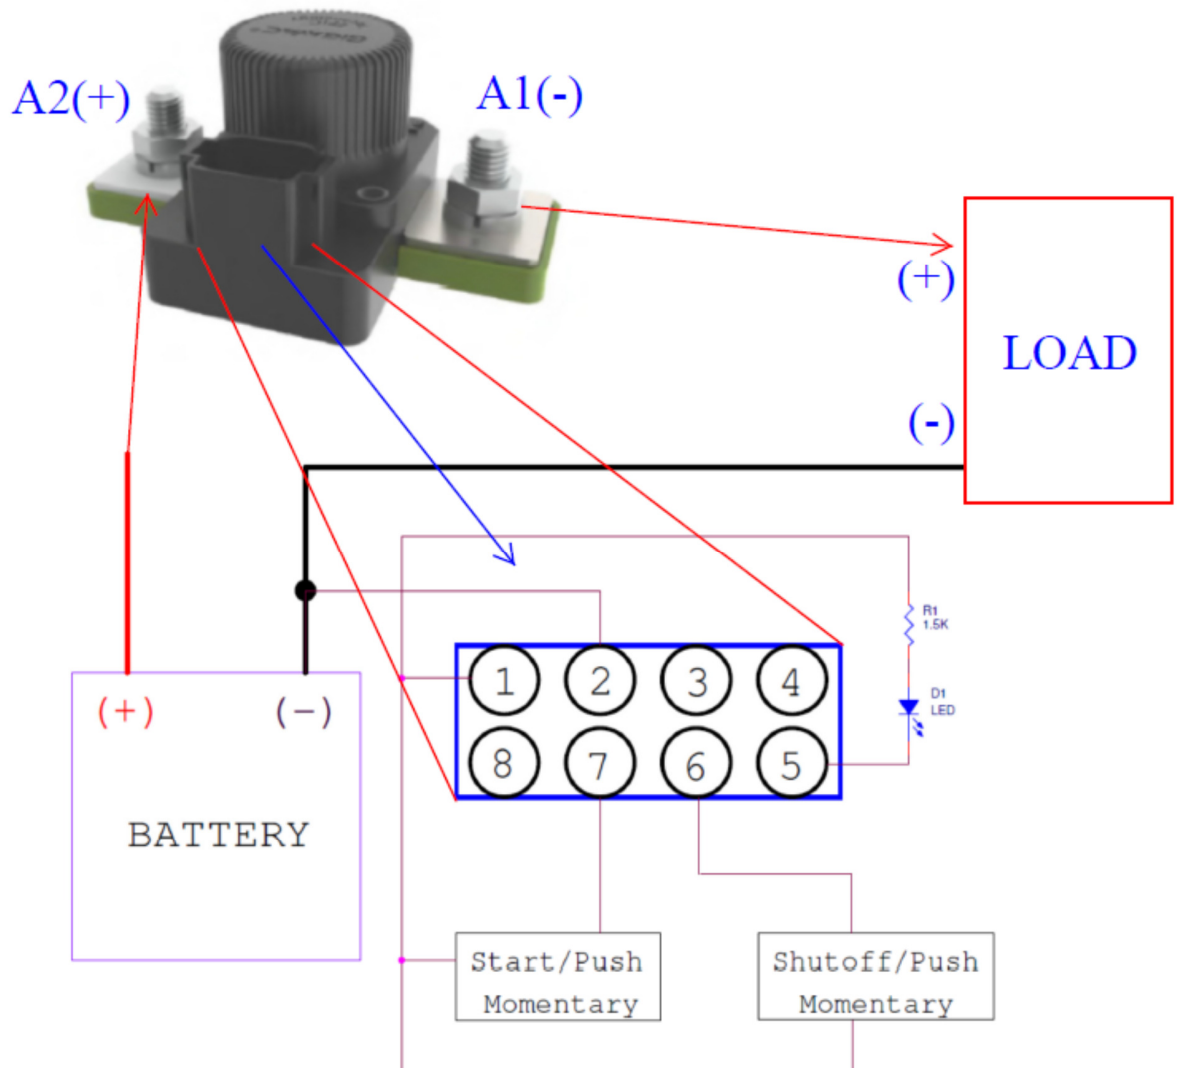 A2(+)
A1(-)
(+)
LOAD
(-)
R1
1.5K
D1
LED
1
2
3
4
8
7
6
5
(+)
(-)
BATTERY
Start/Push
Momentary
Shutoff/Push
Momentary